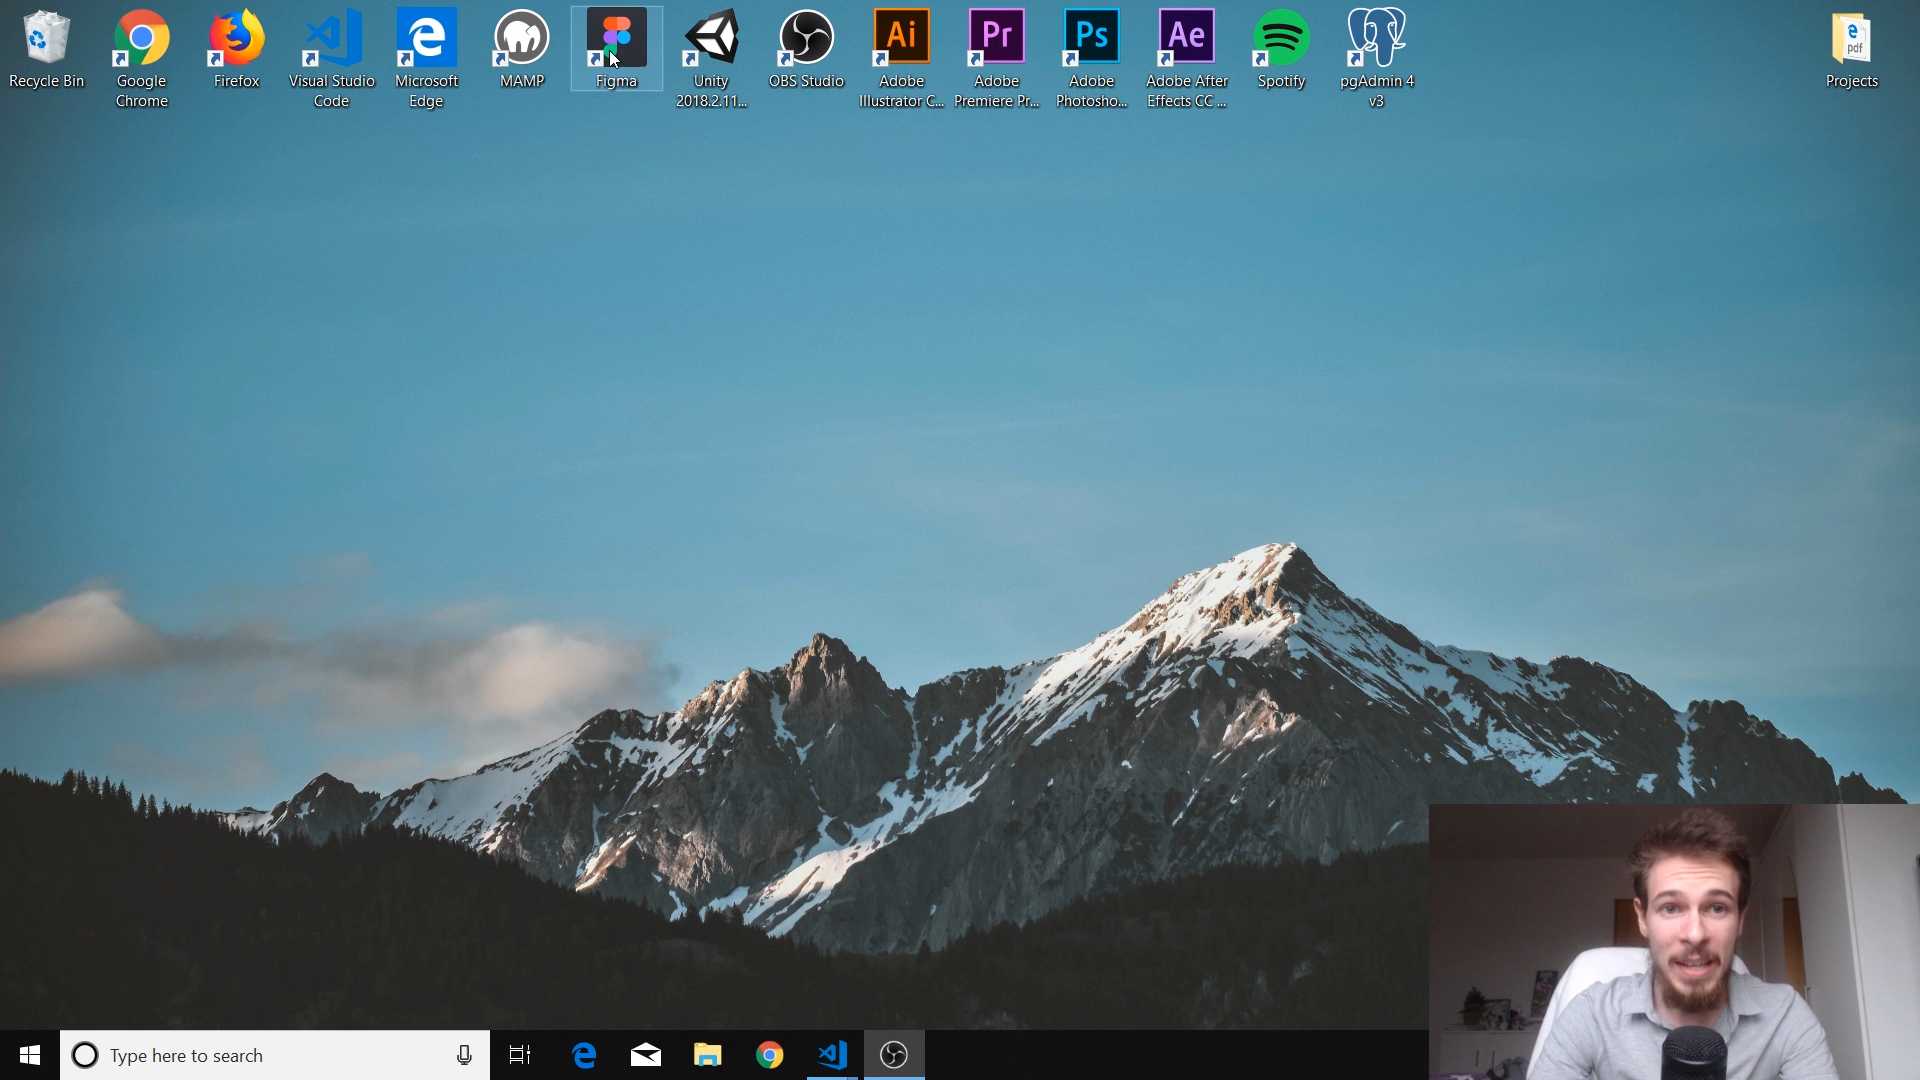 Recycle Bin
Google
Chrome
Firefox
Visual Studio
Code
Microsoft
Edge
MAMP
Figma
Unity
2018.2.11...
OBS Studio
Ai
Adobe
Illustrator C...
Pr
Adobe
Premiere Pr...
Ps
Adobe
Photosho...
Ae
Adobe After
Effects CC ...
Spotify
pgAdmin 4
v3
pdf
Projects
Type here to search